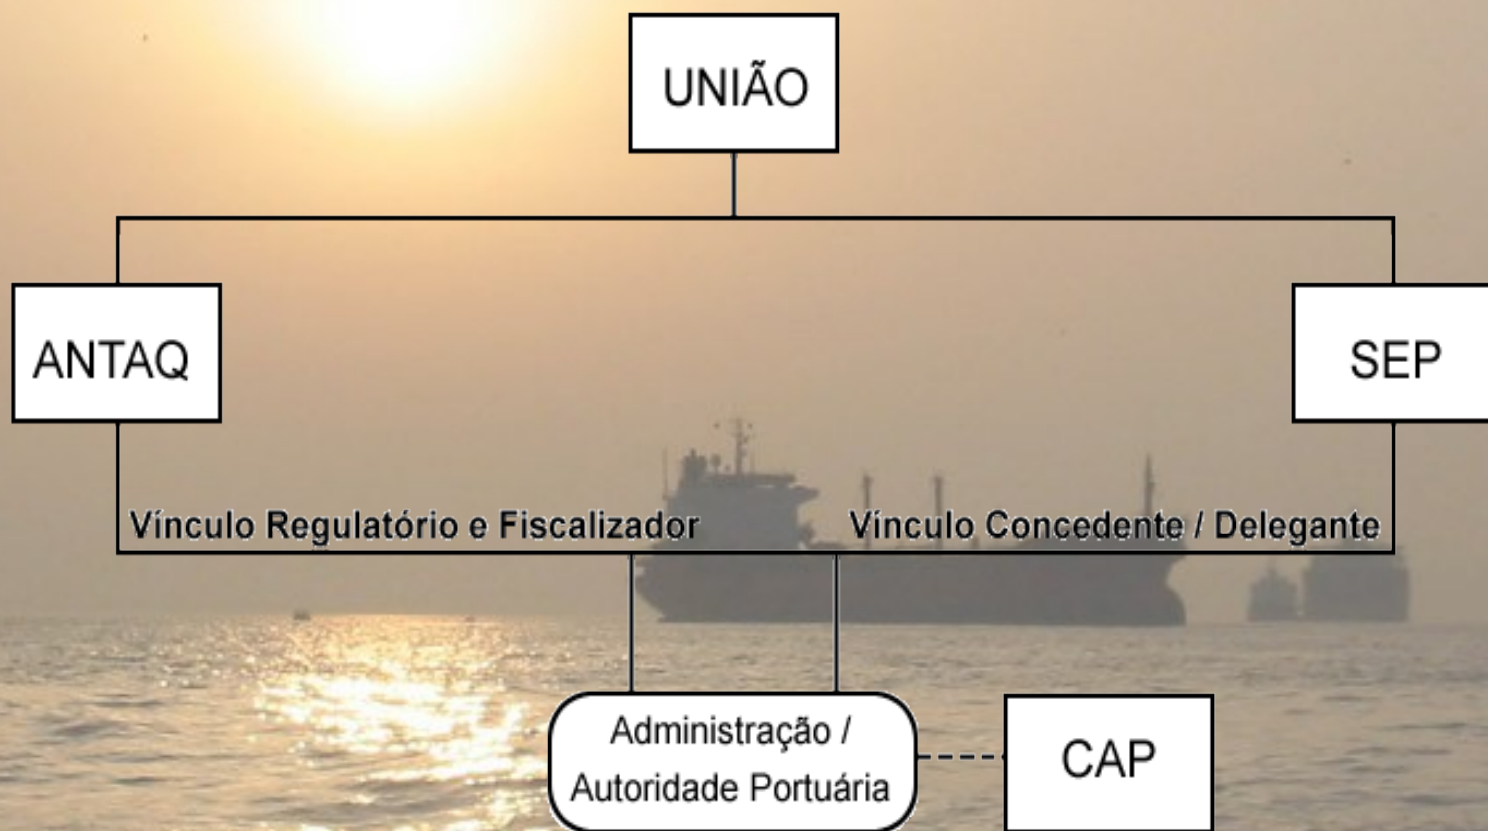 UNIÃO
ANTAQ
SEP
Vínculo Regulatório e Fiscalizador
Vínculo Concedente / Delegante
Administração /
Autoridade Portuária
CAP